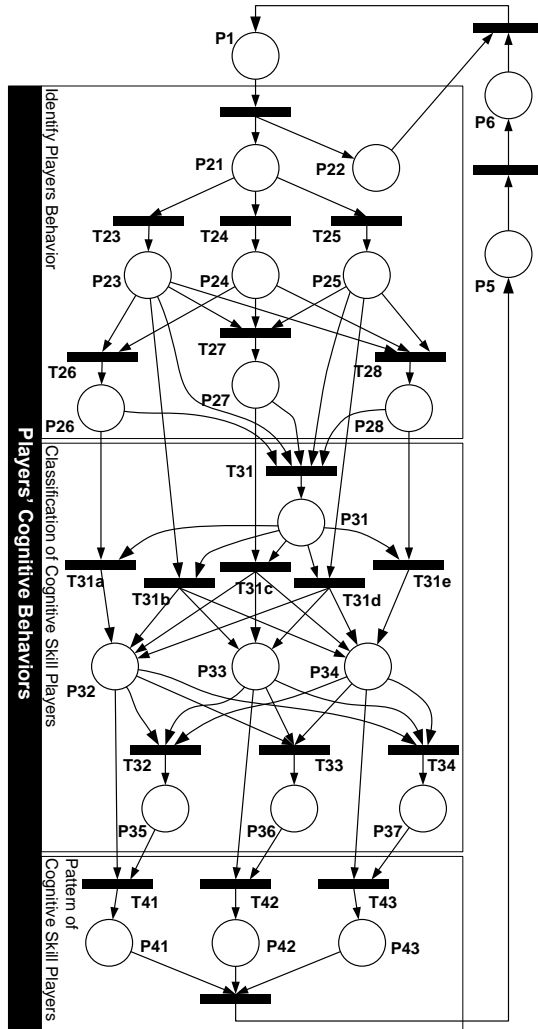 P1
P6
P21
P22
T23
T24
T25
P5
P23
P24
P25
T27
T26
T28
P27
P26
P28
T31
P31
T31a
T31b
T31c
T31d
T31e
P32
P33
P34
T32
T33
T34
P35
P36
P37
T41
T42
T43
P41
P42
P43
Identify Players Behavior
Classification of Cognitive Skill Players
Pattern of
Cognitive Skill Players
Players’ Cognitive Behaviors